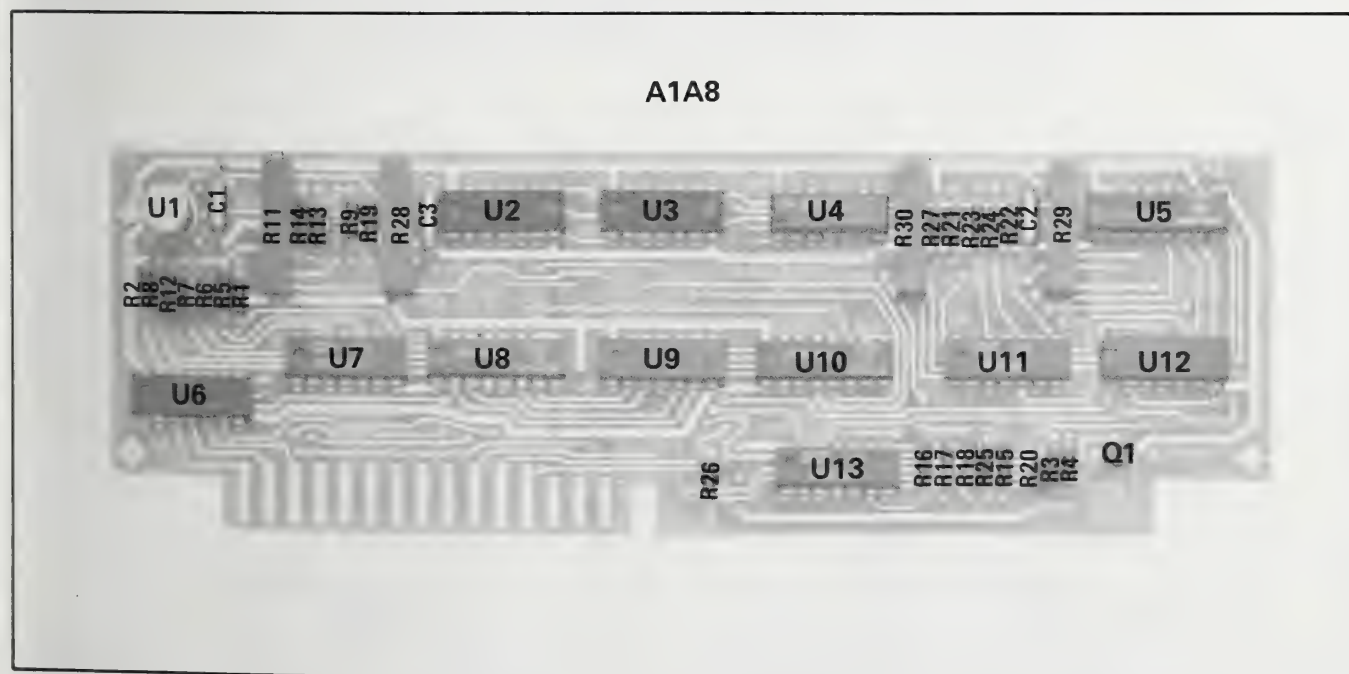 A1A8
U1 C1 R11 R14 R13 R9 R19 R28 C3 U2 U3 U4 R30 R27 R21 R23 R24 R22 C2 R29 U5
R2 R8 R12 R7 R6 R5 R1
U7 U8 U9 U10 U11 U12
U6
R26 U13 R16 R17 R18 R25 R15 R20 R3 R4 Q1